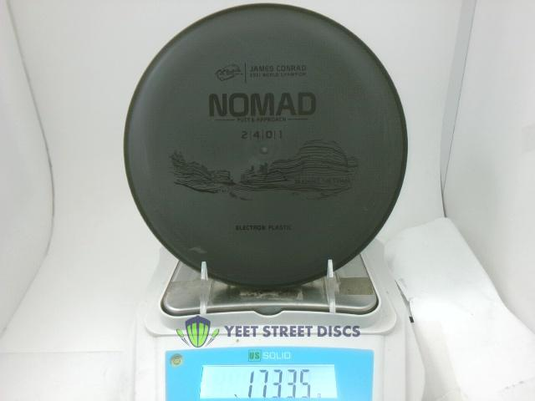 JAMES CONRAD
2021 WORLD CHAMPION
NOMAD
PUTT & APPROACH
2|4|0|1
ELECTRON PLASTIC
YEET STREET DISCS
US SOLID
173.35